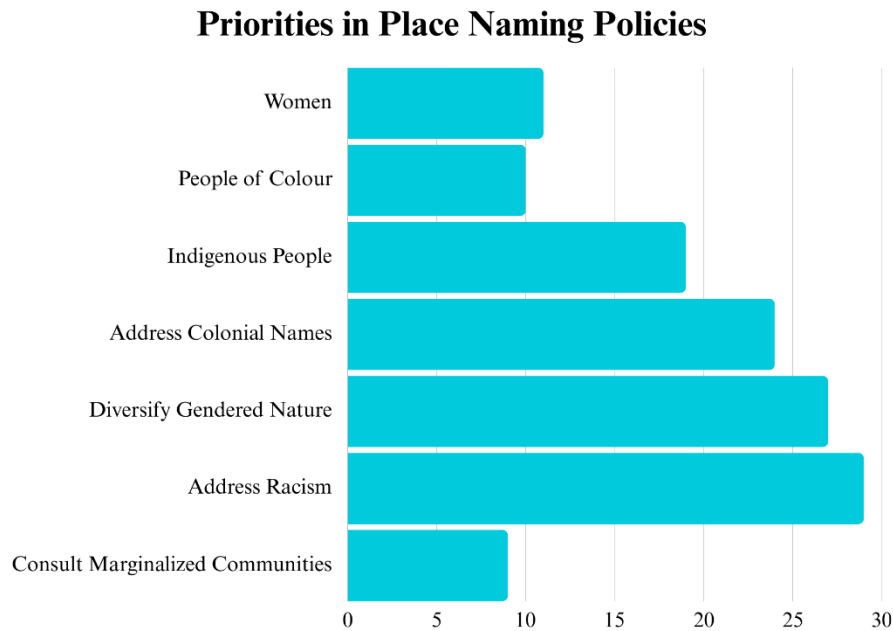 Priorities in Place Naming Policies
Women
People of Colour
Indigenous People
Address Colonial Names
Diversify Gendered Nature
Address Racism
Consult Marginalized Communities
0 5 10 15 20 25 30